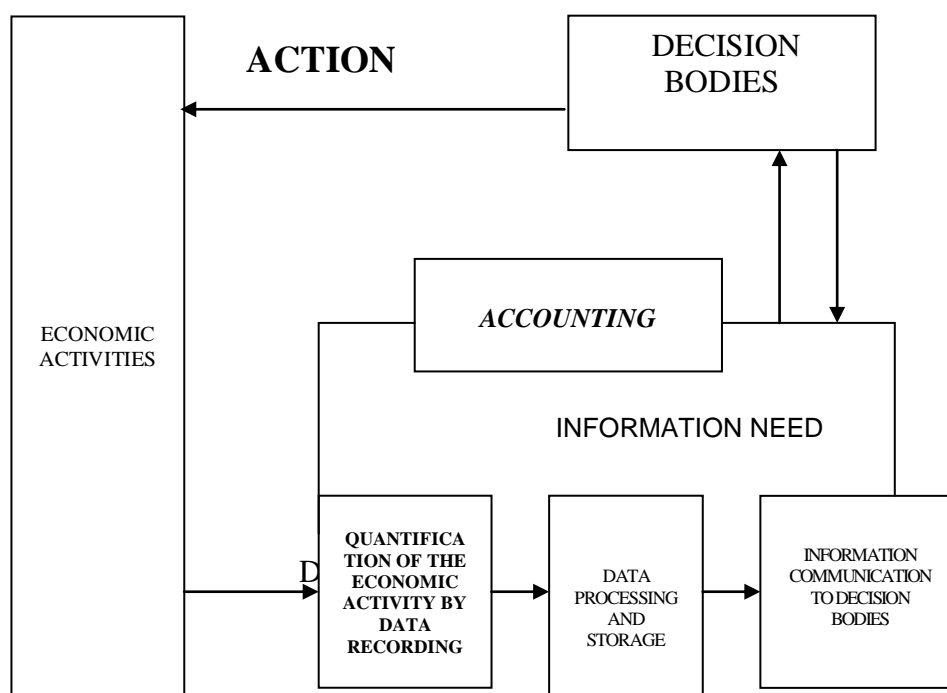 ACTION
DECISION
BODIES
ACCOUNTING
ECONOMIC
ACTIVITIES
INFORMATION NEED
D
QUANTIFICA
TION OF THE
ECONOMIC
ACTIVITY BY
DATA
RECORDING
DATA
PROCESSING
AND
STORAGE
INFORMATION
COMMUNICATION
TO DECISION
BODIES